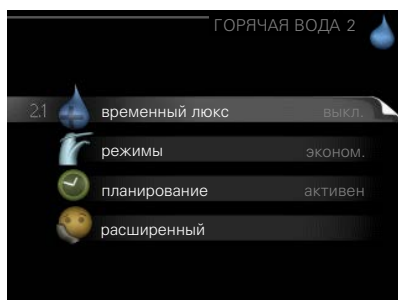 ГОРЯЧАЯ ВОДА 2
2.1 временный люкс выкл.
режимы эконом.
планирование активен
расширенный